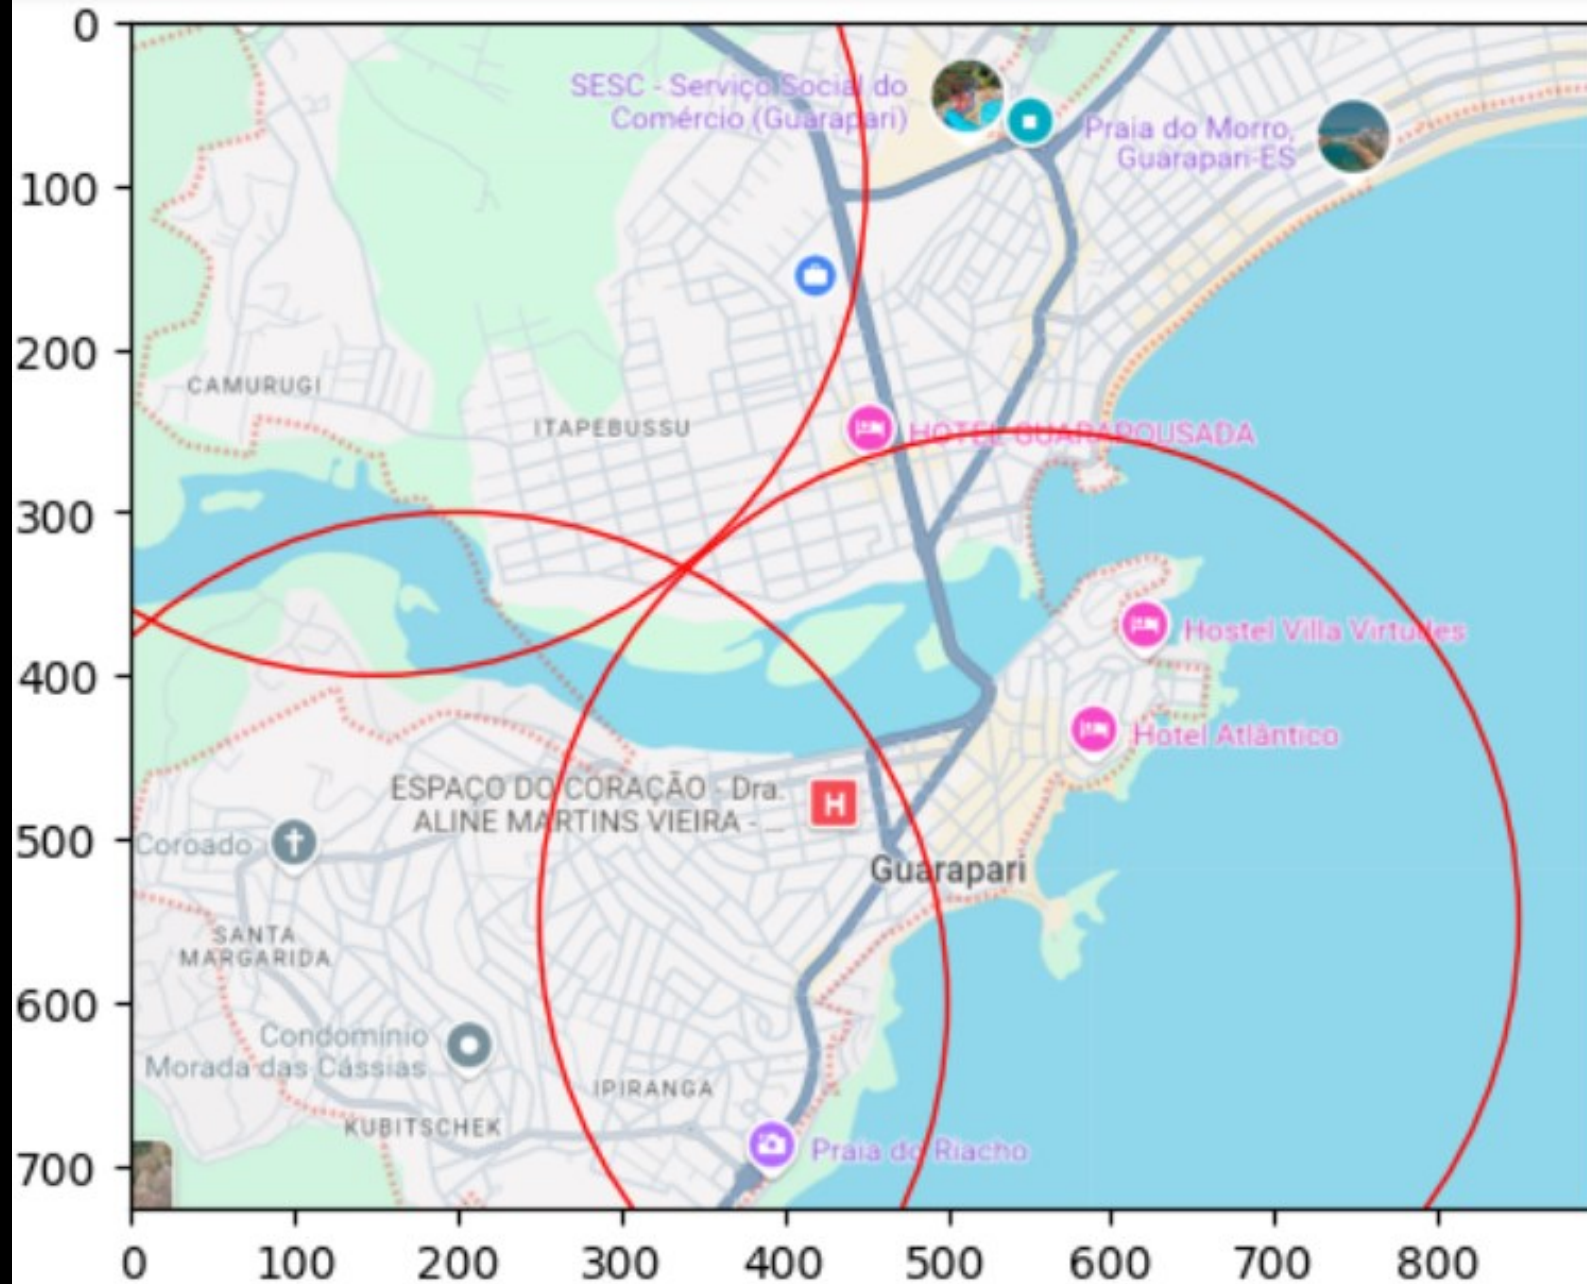 0
SESC - Serviço Social do
Comércio (Guarapari)
Praia do Morro,
Guarapari-ES
100
200
CAMURUGI
ITAPEBUSSU
HOTEL GUARAPOUSADA
300
Hostel Villa Virtudes
400
Hotel Atlântico
ESPAÇO DO CORAÇÃO - Dra.
ALINE MARTINS VIEIRA - ...
H
500
Coroado
Guarapari
SANTA
MARGARIDA
600
Condomínio
Morada das Cássias
IPIRANGA
KUBITSCHEK
Praia do Riacho
700
0 100 200 300 400 500 600 700 800